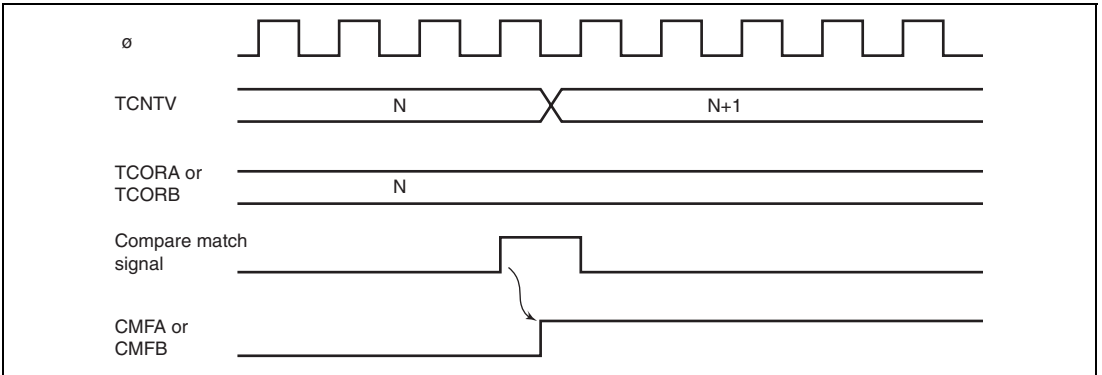 ø
TCNTV
N
N+1
TCORA or
TCORB
N
Compare match
signal
CMFA or
CMFB